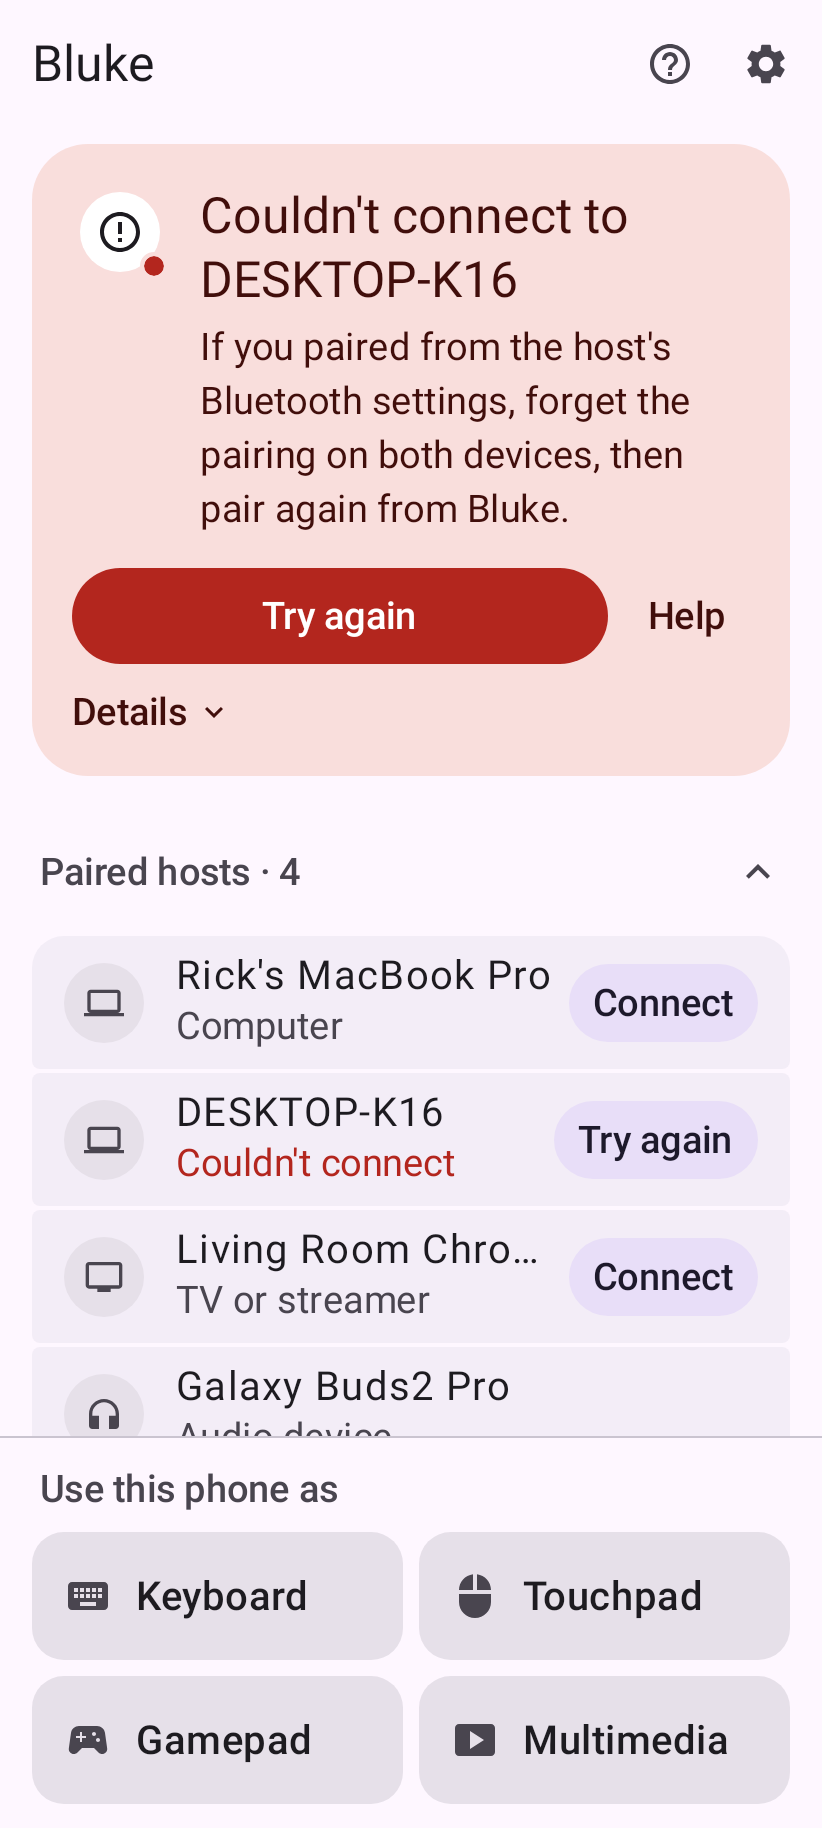 Bluke
Couldn't connect to
DESKTOP-K16
If you paired from the host's
Bluetooth settings, forget the
pairing on both devices, then
pair again from Bluke.
Try again
Help
Details
Paired hosts · 4
Rick's MacBook Pro
Computer
Connect
DESKTOP-K16
Couldn't connect
Try again
Living Room Chro…
TV or streamer
Connect
Galaxy Buds2 Pro
Audio device
Use this phone as
Keyboard
Touchpad
Gamepad
Multimedia